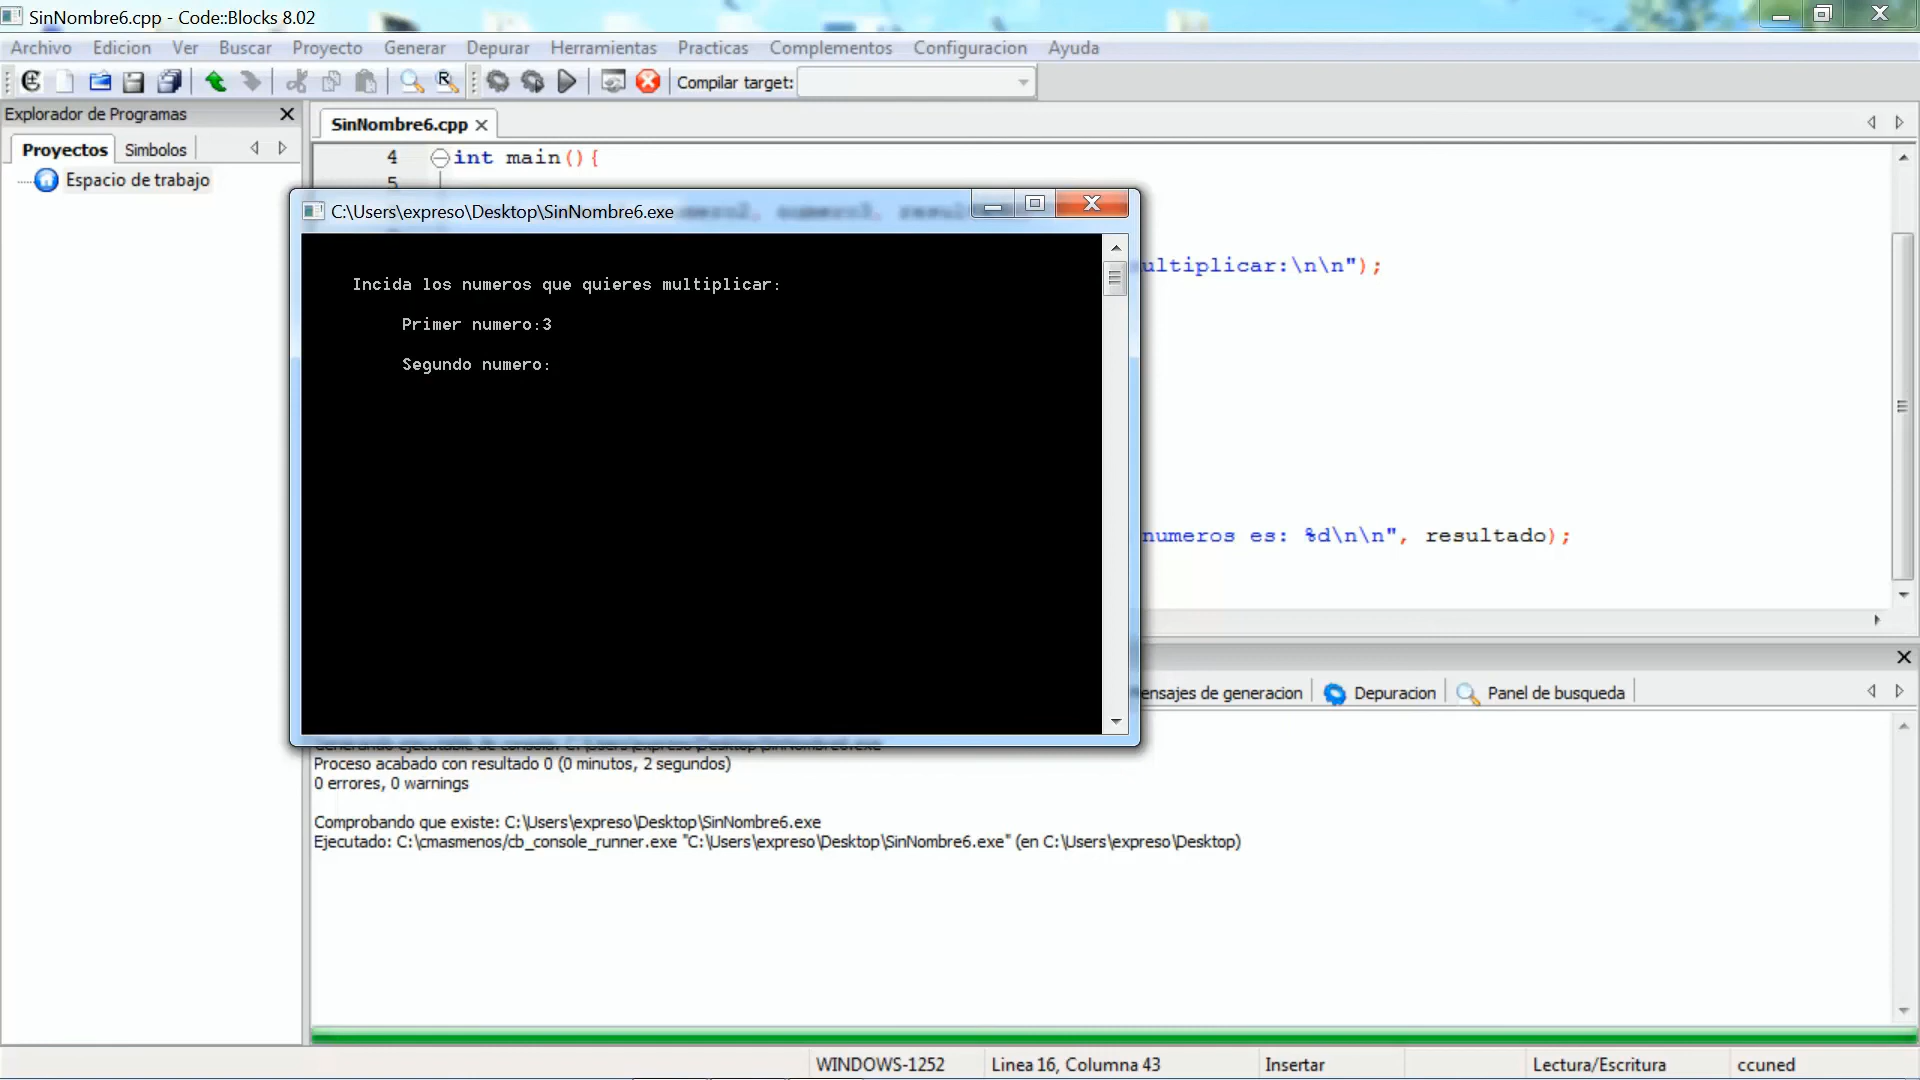 SinNombre6.cpp - Code::Blocks 8.02
Archivo Edicion Ver Buscar Proyecto Generar Depurar Herramientas Practicas Complementos Configuracion Ayuda
Compilar target:
Explorador de Programas
SinNombre6.cpp
Proyectos Simbolos
Espacio de trabajo
4 int main(){
5
C:\Users\expreso\Desktop\SinNombre6.exe
ultiplicar:\n\n");
Incida los numeros que quieres multiplicar:
Primer numero:3
Segundo numero:
numeros es: %d\n\n", resultado);
ensajes de generacion Depuracion Panel de busqueda
Proceso acabado con resultado 0 (0 minutos, 2 segundos)
0 errores, 0 warnings
Comprobando que existe: C:\Users\expreso\Desktop\SinNombre6.exe
Ejecutado: C:\cmasmenos/cb_console_runner.exe "C:\Users\expreso\Desktop\SinNombre6.exe" (en C:\Users\expreso\Desktop)
WINDOWS-1252 Linea 16, Columna 43 Insertar Lectura/Escritura ccuned